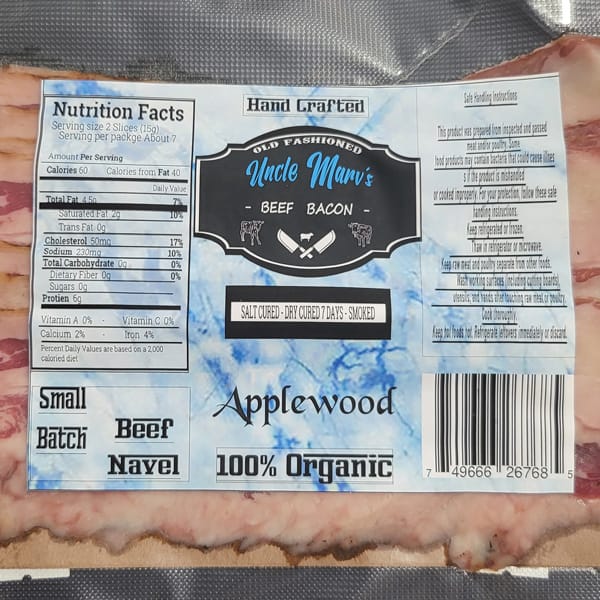 Nutrition Facts
Serving size 2 Slices (15g)
Serving per packge About 7
Amount Per Serving
Calories 60 Calories from Fat 40
Daily Value
Total Fat 4.5g 7%
Saturated Fat 2g 10%
Trans Fat 0g
Cholesterol 50mg 17%
Sodium 230mg 10%
Total Carbohydrate 0g 0%
Dietary Fiber 0g 0%
Sugars 0g
Protien 6g
Vitamin A 0% · Vitamin C 0%
Calcium 2% · Iron 4%
Percent Daily Values are based on a 2,000
caloried diet
Small
Batch
Beef
Navel
Hand Crafted
OLD FASHIONED
Uncle Marv's
- BEEF BACON -
SALT CURED - DRY CURED 7 DAYS - SMOKED
Applewood
100% Organic
Safe Handling Instructions
This product was prepared from inspected and passed
meat and/or poultry. Some
food products may contain bacteria that could cause illnes
s if the product is mishandled
or cooked improperly. For your protection, follow these safe
handling instructions.
Keep refrigerated or frozen.
Thaw in refrigerator or microwave.
Keep raw meat and poultry separate from other foods.
Wash working surfaces (including cutting boards),
utensils, and hands after touching raw meat or poultry.
Cook thoroughly.
Keep hot foods hot. Refrigerate leftovers immediately or discard.
7 49666 26768 5